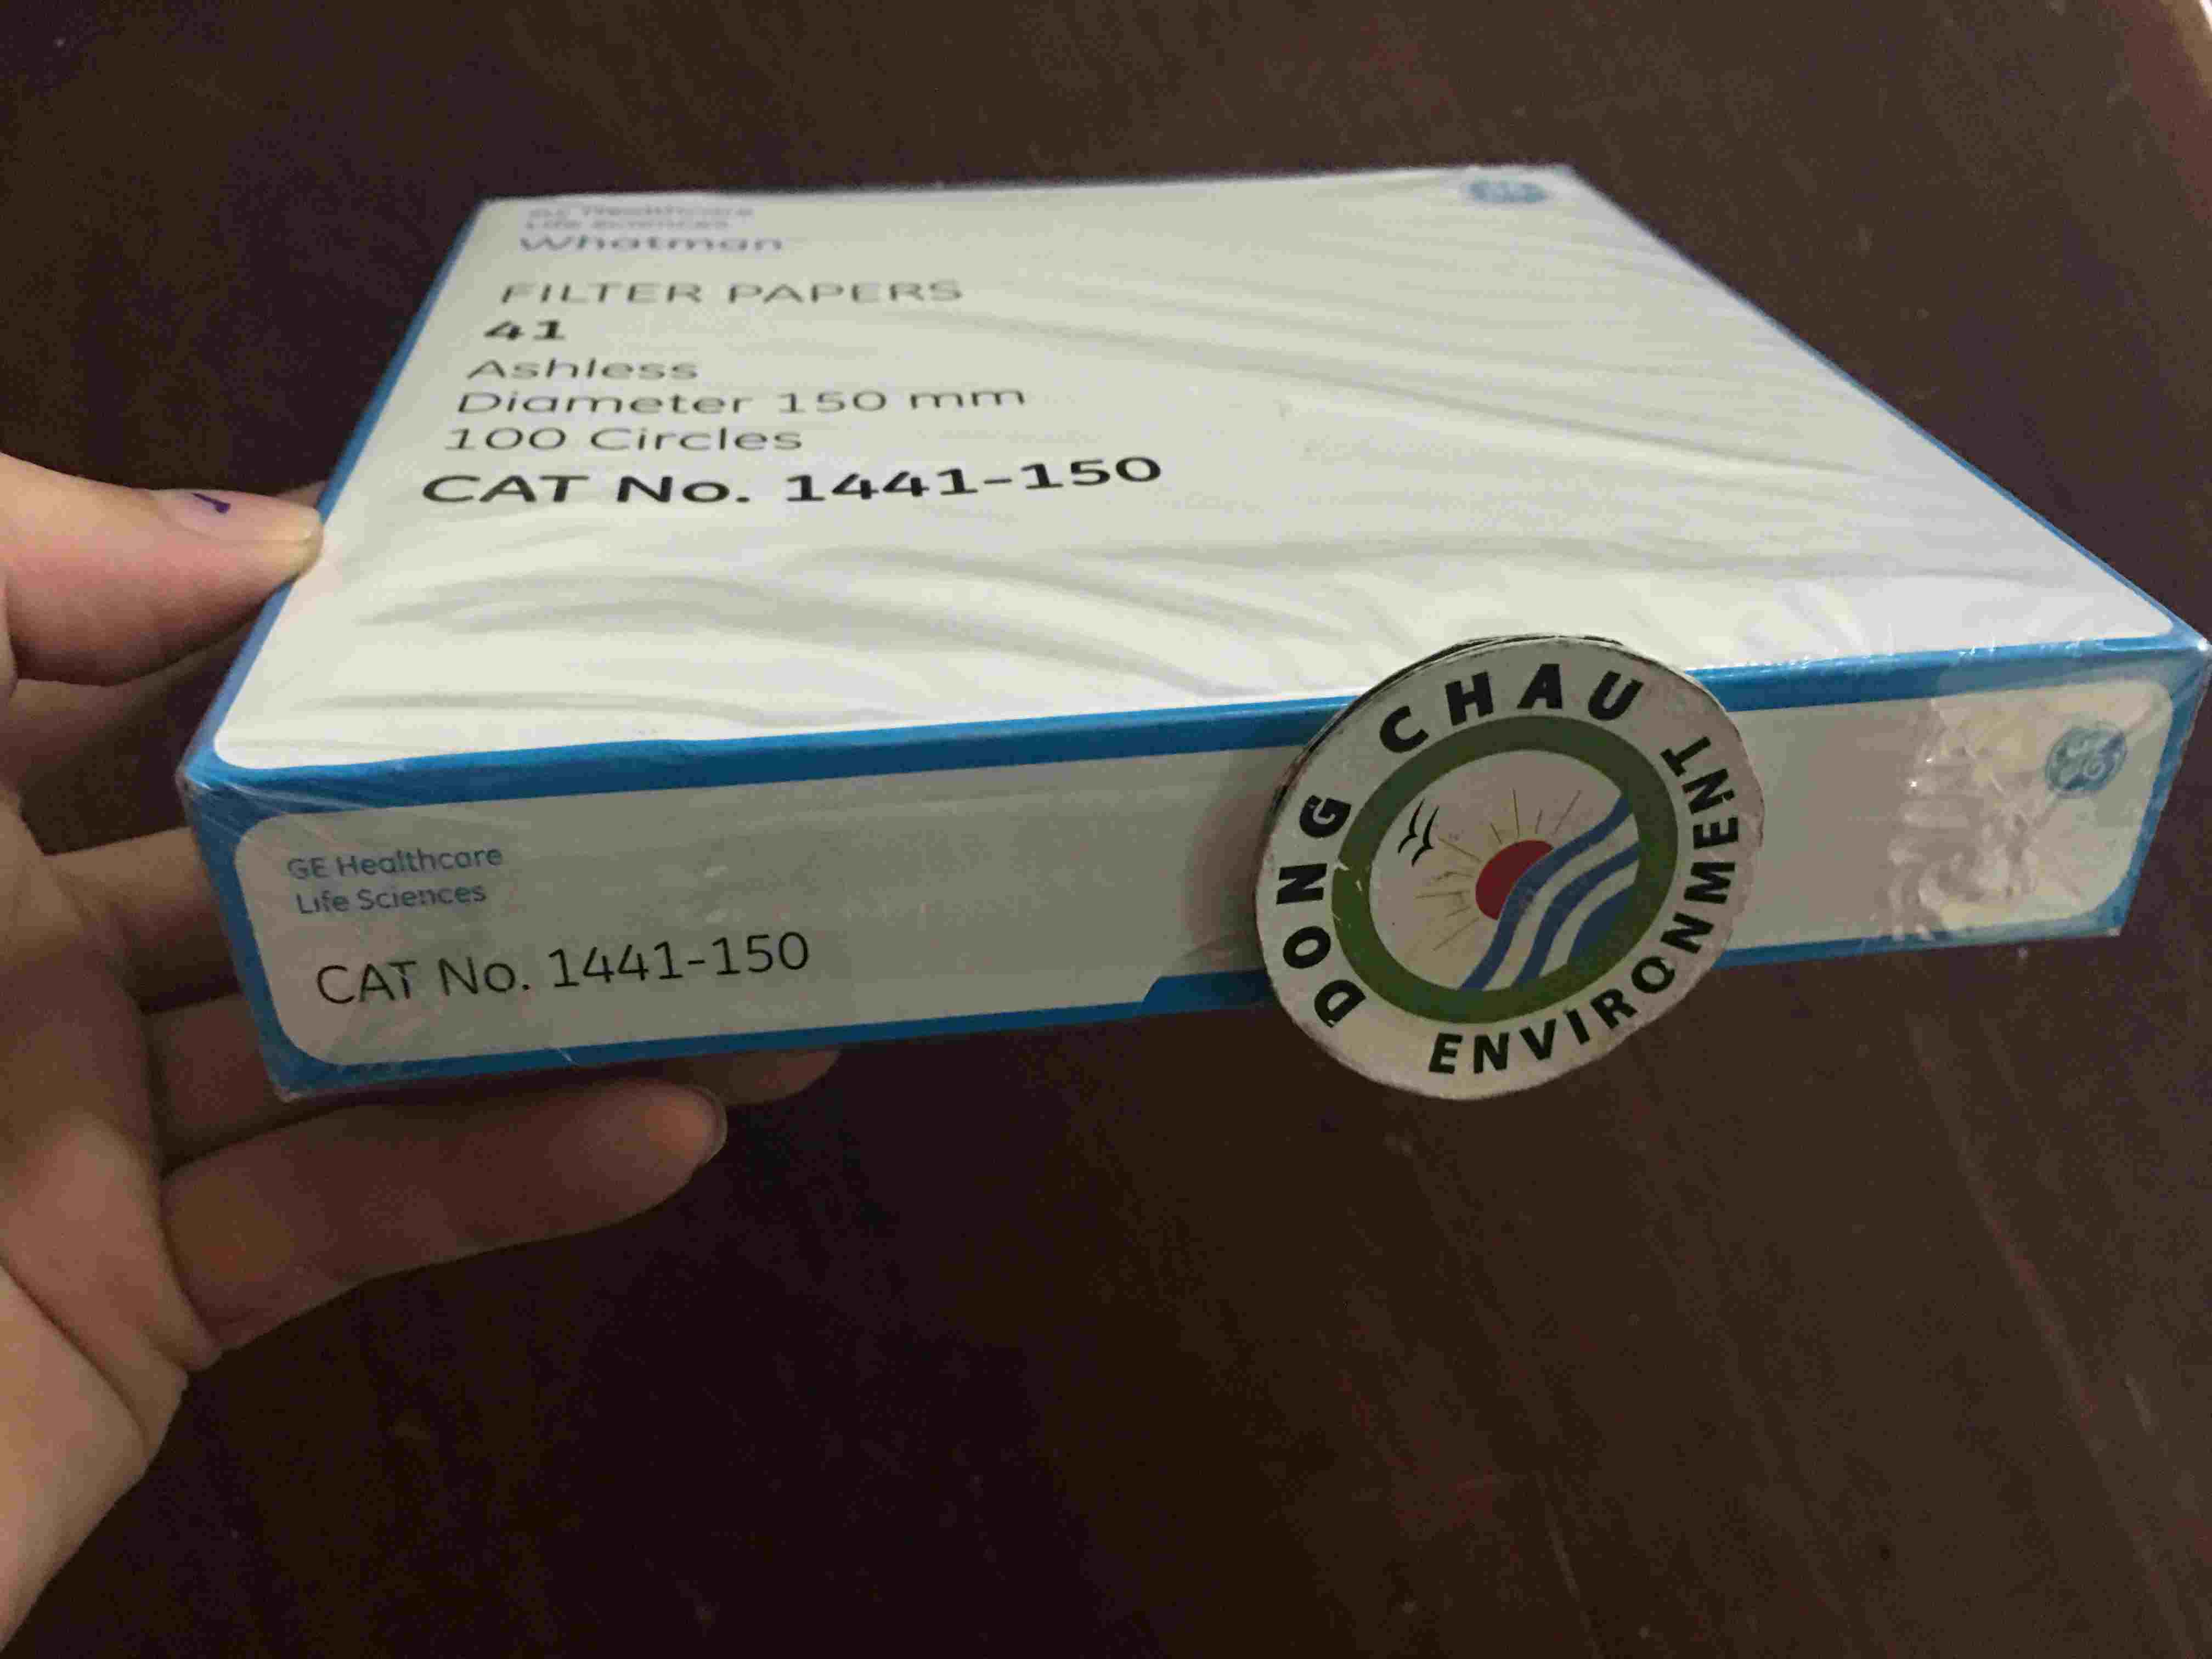 GE Healthcare
Life Sciences
Whatman
FILTER PAPERS
41
Ashless
Diameter 150 mm
100 Circles
CAT No. 1441-150
GE Healthcare
Life Sciences
CAT No. 1441-150
DONG CHAU
ENVIRONMENT
GE